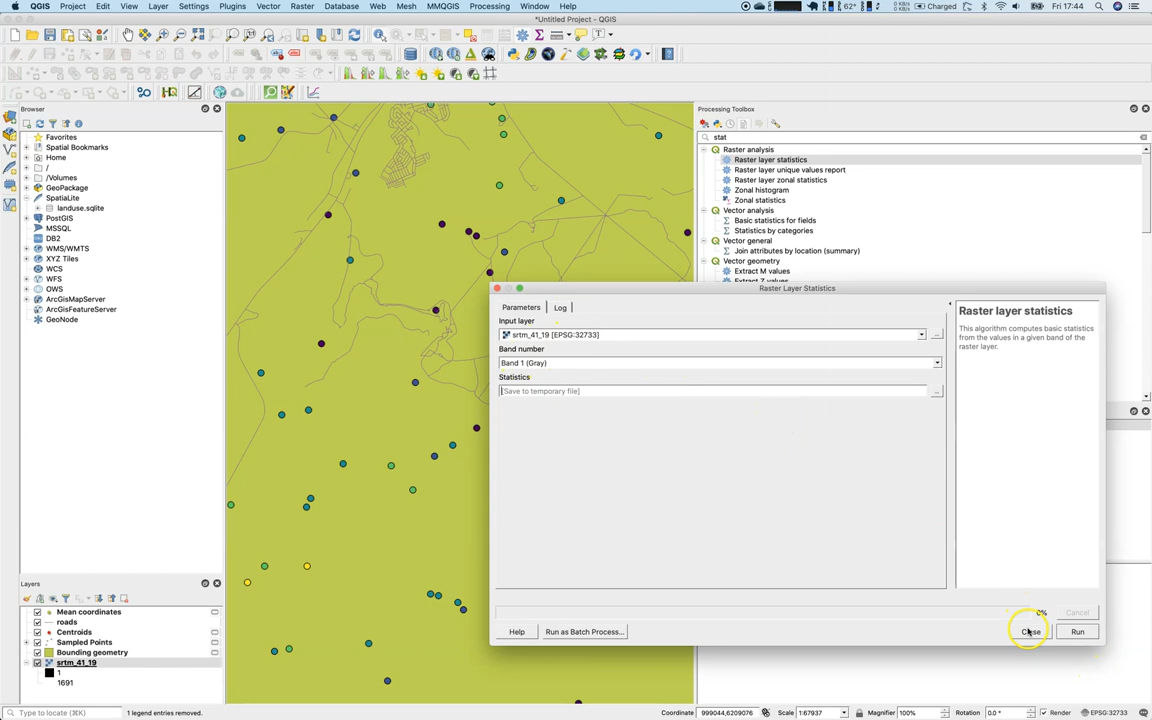 QGIS Project Edit View Layer Settings Plugins Vector Raster Database Web Mesh MMQGIS Processing Window Help 62° Charged Fri 17:44
*Untitled Project - QGIS
Browser
Favorites
Spatial Bookmarks
Home
/
/Volumes
GeoPackage
SpatiaLite
landuse.sqlite
PostGIS
MSSQL
DB2
WMS/WMTS
XYZ Tiles
WCS
WFS
OWS
ArcGisMapServer
ArcGisFeatureServer
GeoNode
Layers
Mean coordinates
roads
Centroids
Sampled Points
Bounding geometry
srtm_41_19
1
1691
Processing Toolbox
stat
Raster analysis
Raster layer statistics
Raster layer unique values report
Raster layer zonal statistics
Zonal histogram
Zonal statistics
Vector analysis
Basic statistics for fields
Statistics by categories
Vector general
Join attributes by location (summary)
Vector geometry
Extract M values
Extract Z values
Raster Layer Statistics
Parameters Log
Input layer
srtm_41_19 [EPSG:32733]
Band number
Band 1 (Gray)
Statistics
[Save to temporary file]
Raster layer statistics
This algorithm computes basic statistics
from the values in a given band of the
raster layer.
0% Cancel
Help Run as Batch Process... Close Run
Type to locate (⌘K) 1 legend entries removed. Coordinate 999044,6209076 Scale 1:67937 Magnifier 100% Rotation 0.0 ° Render EPSG:32733